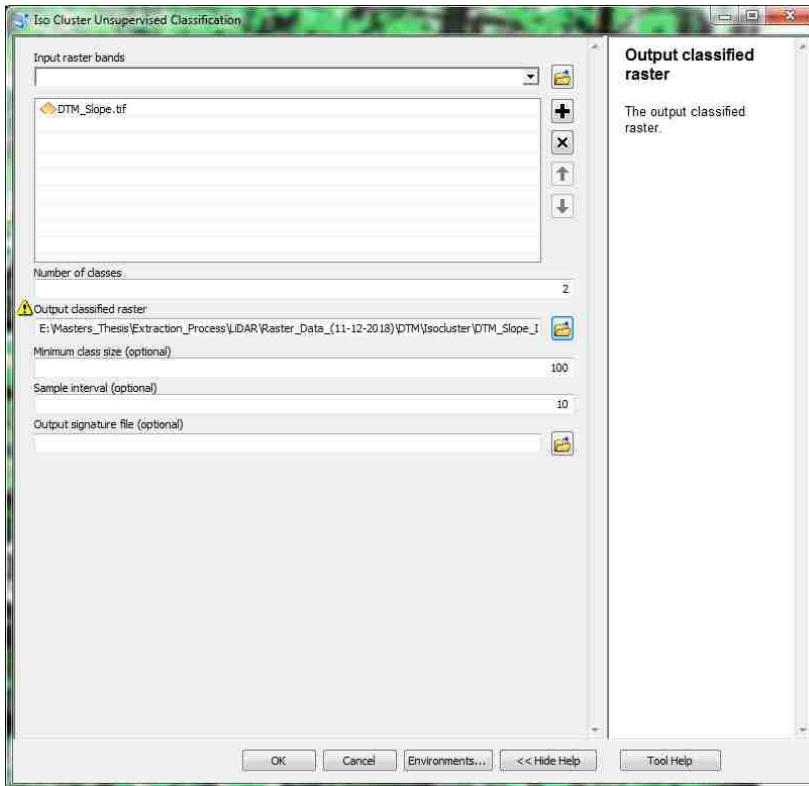 Iso Cluster Unsupervised Classification
Input raster bands
DTM_Slope.tif
Number of classes
2
Output classified raster
E:\Masters_Thesis\Extraction_Process\LiDAR\Raster_Data_(11-12-2018)\DTM\Isocluster\DTM_Slope_I
Minimum class size (optional)
100
Sample interval (optional)
10
Output signature file (optional)
OK
Cancel
Environments...
<< Hide Help
Output classified
raster
The output classified
raster.
Tool Help